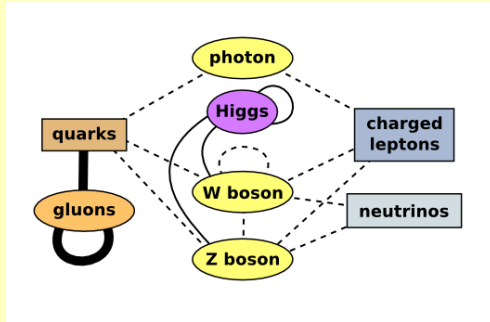 photon
Higgs
quarks
charged
leptons
W boson
gluons
neutrinos
Z boson